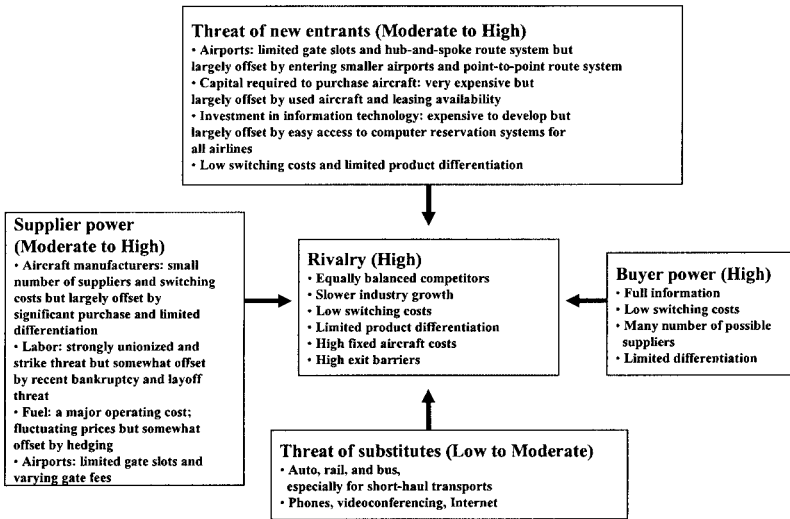 Threat of new entrants (Moderate to High)
• Airports: limited gate slots and hub-and-spoke route system but
largely offset by entering smaller airports and point-to-point route system
• Capital required to purchase aircraft: very expensive but
largely offset by used aircraft and leasing availability
• Investment in information technology: expensive to develop but
largely offset by easy access to computer reservation systems for
all airlines
• Low switching costs and limited product differentiation
Supplier power
(Moderate to High)
• Aircraft manufacturers: small
number of suppliers and switching
costs but largely offset by
significant purchase and limited
differentiation
• Labor: strongly unionized and
strike threat but somewhat offset
by recent bankruptcy and layoff
threat
• Fuel: a major operating cost;
fluctuating prices but somewhat
offset by hedging
• Airports: limited gate slots and
varying gate fees
Rivalry (High)
• Equally balanced competitors
• Slower industry growth
• Low switching costs
• Limited product differentiation
• High fixed aircraft costs
• High exit barriers
Buyer power (High)
• Full information
• Low switching costs
• Many number of possible
suppliers
• Limited differentiation
Threat of substitutes (Low to Moderate)
• Auto, rail, and bus,
especially for short-haul transports
• Phones, videoconferencing, Internet